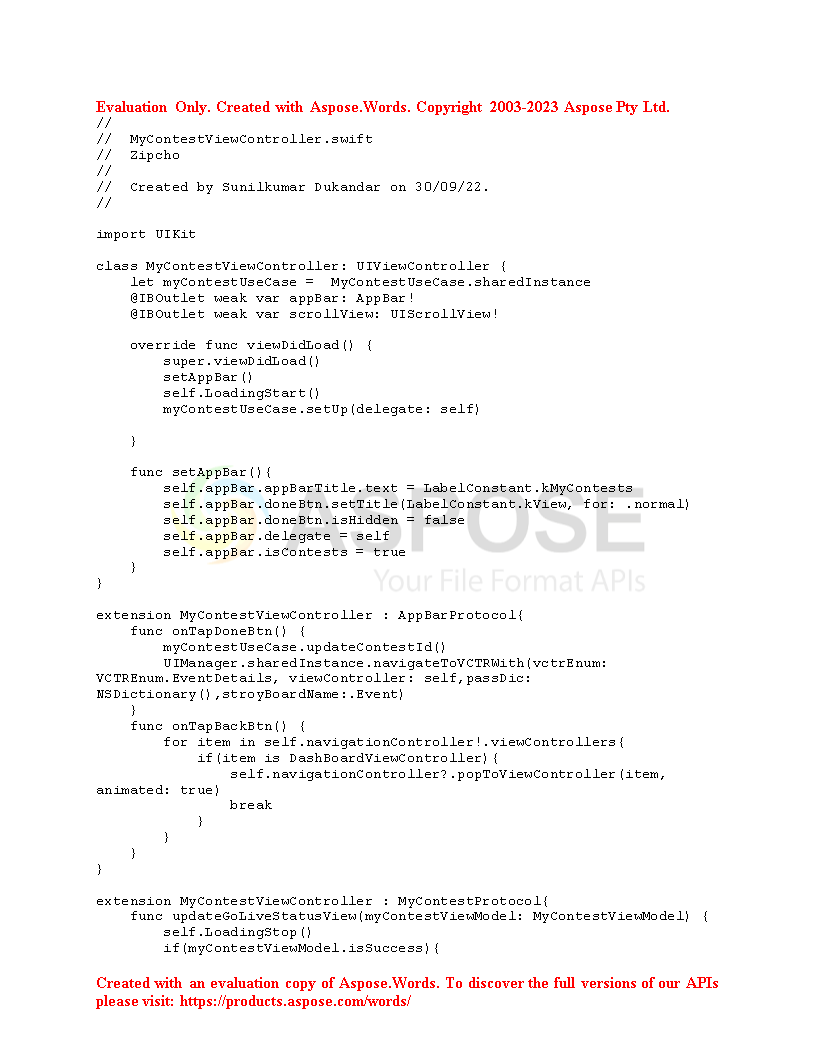 Evaluation Only. Created with Aspose.Words. Copyright 2003-2023 Aspose Pty Ltd.
//
//  MyContestViewController.swift
//  Zipcho
//
//  Created by Sunilkumar Dukandar on 30/09/22.
//
import UIKit
class MyContestViewController: UIViewController {
    let myContestUseCase =  MyContestUseCase.sharedInstance
    @IBOutlet weak var appBar: AppBar!
    @IBOutlet weak var scrollView: UIScrollView!
    override func viewDidLoad() {
        super.viewDidLoad()
        setAppBar()
        self.LoadingStart()
        myContestUseCase.setUp(delegate: self)
    }
    func setAppBar(){
        self.appBar.appBarTitle.text = LabelConstant.kMyContests
        self.appBar.doneBtn.setTitle(LabelConstant.kView, for: .normal)
        self.appBar.doneBtn.isHidden = false
        self.appBar.delegate = self
        self.appBar.isContests = true
    }
}
ASPOSE
Your File Format APIs
extension MyContestViewController : AppBarProtocol{
    func onTapDoneBtn() {
        myContestUseCase.updateContestId()
        UIManager.sharedInstance.navigateToVCTRWith(vctrEnum:
VCTREnum.EventDetails, viewController: self,passDic:
NSDictionary(),stroyBoardName:.Event)
    }
    func onTapBackBtn() {
        for item in self.navigationController!.viewControllers{
            if(item is DashBoardViewController){
                self.navigationController?.popToViewController(item,
animated: true)
                break
            }
        }
    }
}
extension MyContestViewController : MyContestProtocol{
    func updateGoLiveStatusView(myContestViewModel: MyContestViewModel) {
        self.LoadingStop()
        if(myContestViewModel.isSuccess){
Created with an evaluation copy of Aspose.Words. To discover the full versions of our APIs
please visit: https://products.aspose.com/words/